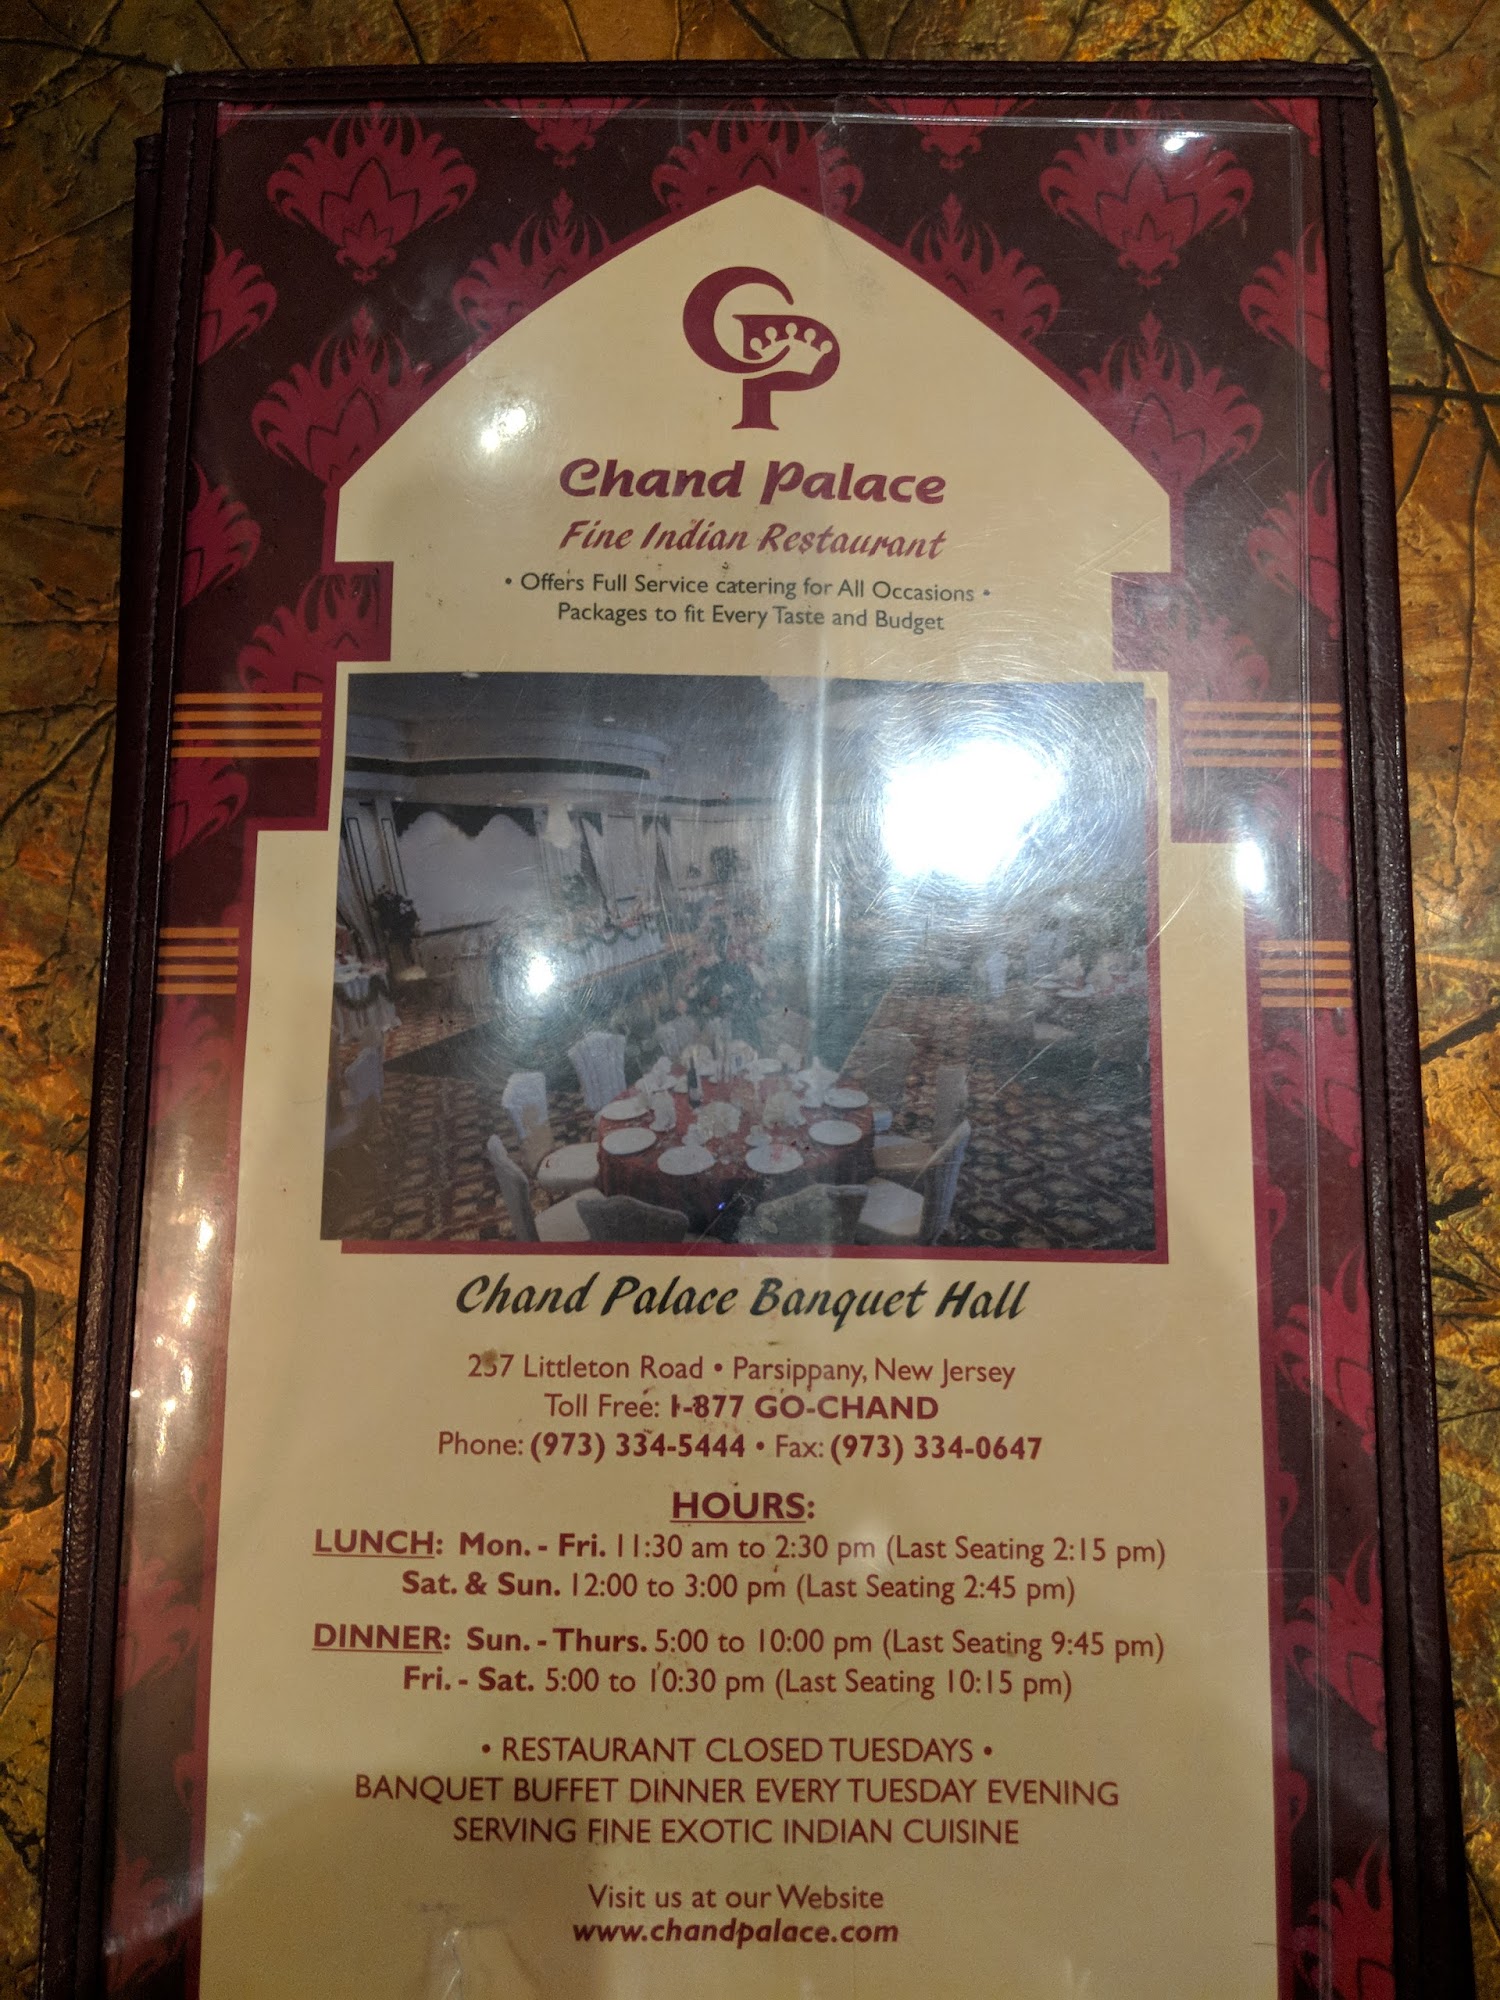 CP
Chand Palace
Fine Indian Restaurant
• Offers Full Service catering for All Occasions •
Packages to fit Every Taste and Budget
Chand Palace Banquet Hall
257 Littleton Road • Parsippany, New Jersey
Toll Free: 1-877 GO-CHAND
Phone: (973) 334-5444 • Fax: (973) 334-0647
HOURS:
LUNCH: Mon. - Fri. 11:30 am to 2:30 pm (Last Seating 2:15 pm)
Sat. & Sun. 12:00 to 3:00 pm (Last Seating 2:45 pm)
DINNER: Sun. - Thurs. 5:00 to 10:00 pm (Last Seating 9:45 pm)
Fri. - Sat. 5:00 to 10:30 pm (Last Seating 10:15 pm)
• RESTAURANT CLOSED TUESDAYS •
BANQUET BUFFET DINNER EVERY TUESDAY EVENING
SERVING FINE EXOTIC INDIAN CUISINE
Visit us at our Website
www.chandpalace.com